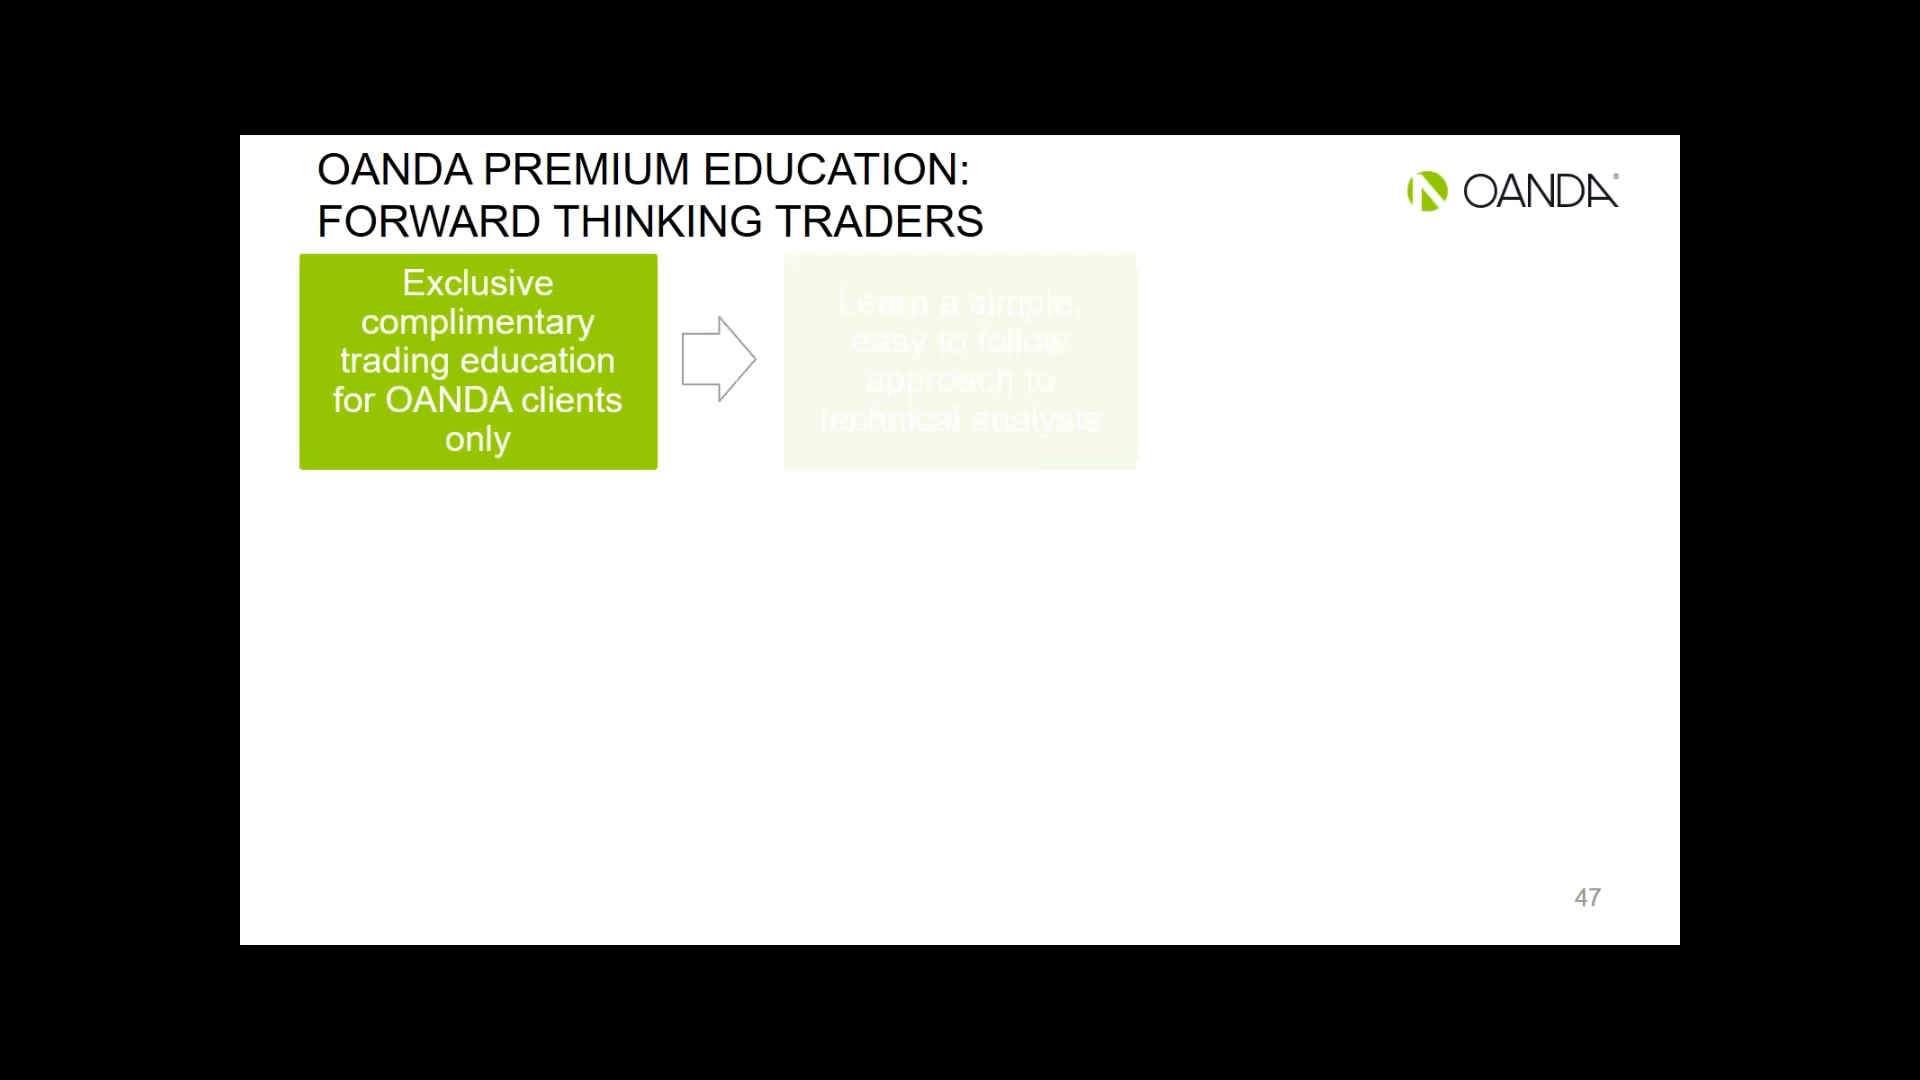 OANDA PREMIUM EDUCATION:
FORWARD THINKING TRADERS
OANDA®
Exclusive
complimentary
trading education
for OANDA clients
only
Learn a simple,
easy to follow
approach to
technical analysis
47